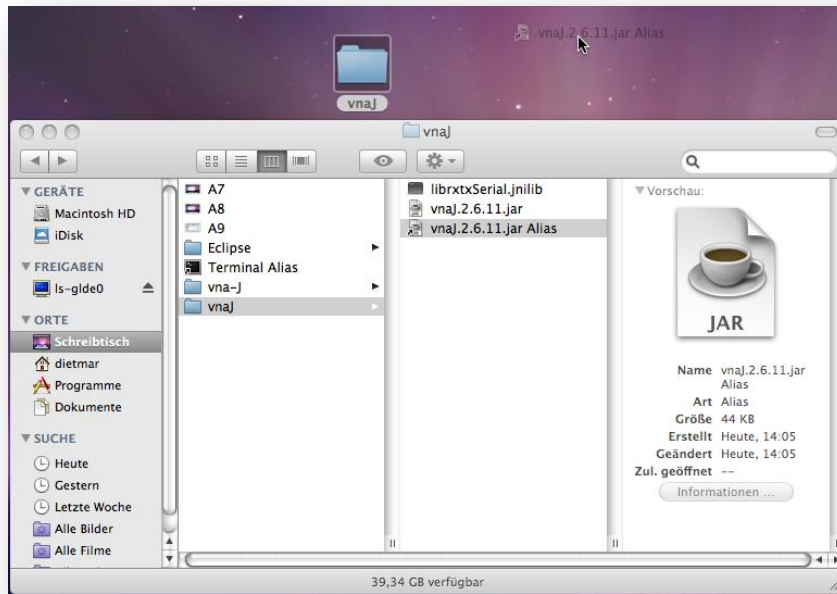 vnaJ.2.6.11.jar Alias
vnaJ
vnaJ
GERÄTE
Macintosh HD
iDisk
FREIGABEN
ls-glde0
ORTE
Schreibtisch
dietmar
Programme
Dokumente
SUCHE
Heute
Gestern
Letzte Woche
Alle Bilder
Alle Filme
A7
A8
A9
Eclipse
Terminal Alias
vna-J
vnaJ
librxtxSerial.jnilib
vnaJ.2.6.11.jar
vnaJ.2.6.11.jar Alias
Vorschau:
JAR
Name vnaJ.2.6.11.jar
Alias
Art Alias
Größe 44 KB
Erstellt Heute, 14:05
Geändert Heute, 14:05
Zul. geöffnet --
Informationen ...
39,34 GB verfügbar